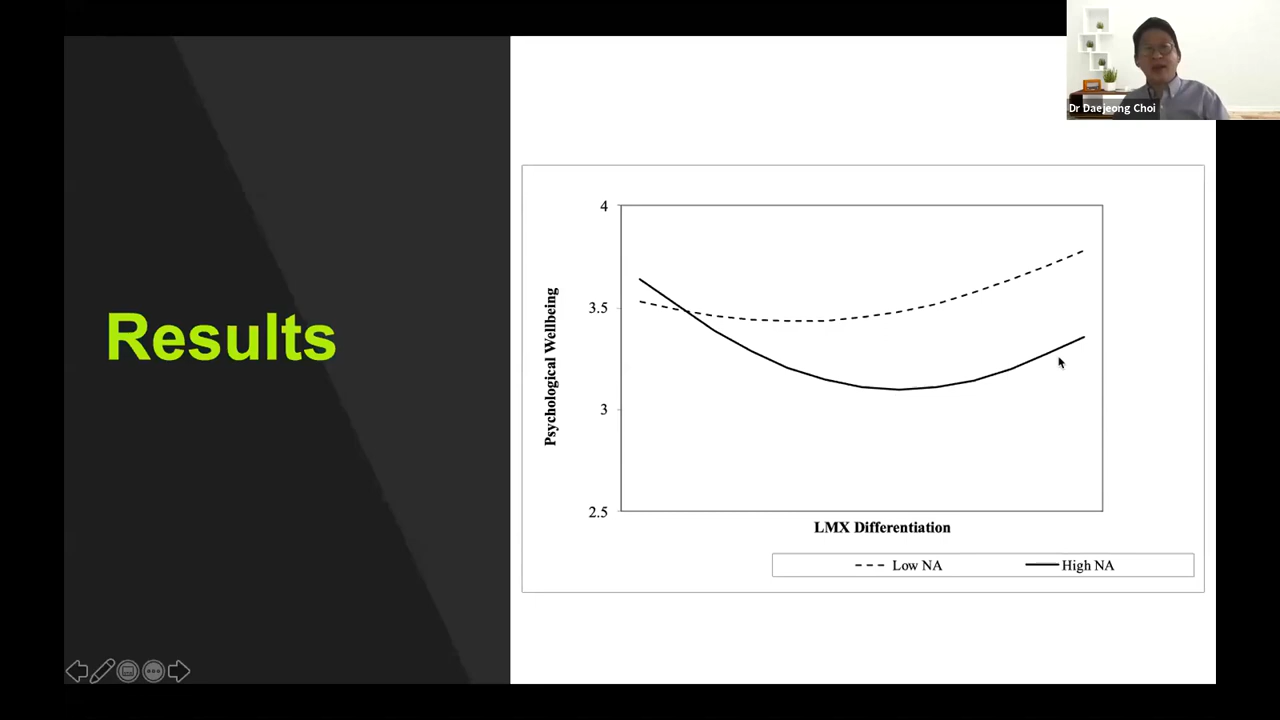 Dr Daejeong Choi
Results
4
3.5
3
2.5
Psychological Wellbeing
LMX Differentiation
Low NA
High NA